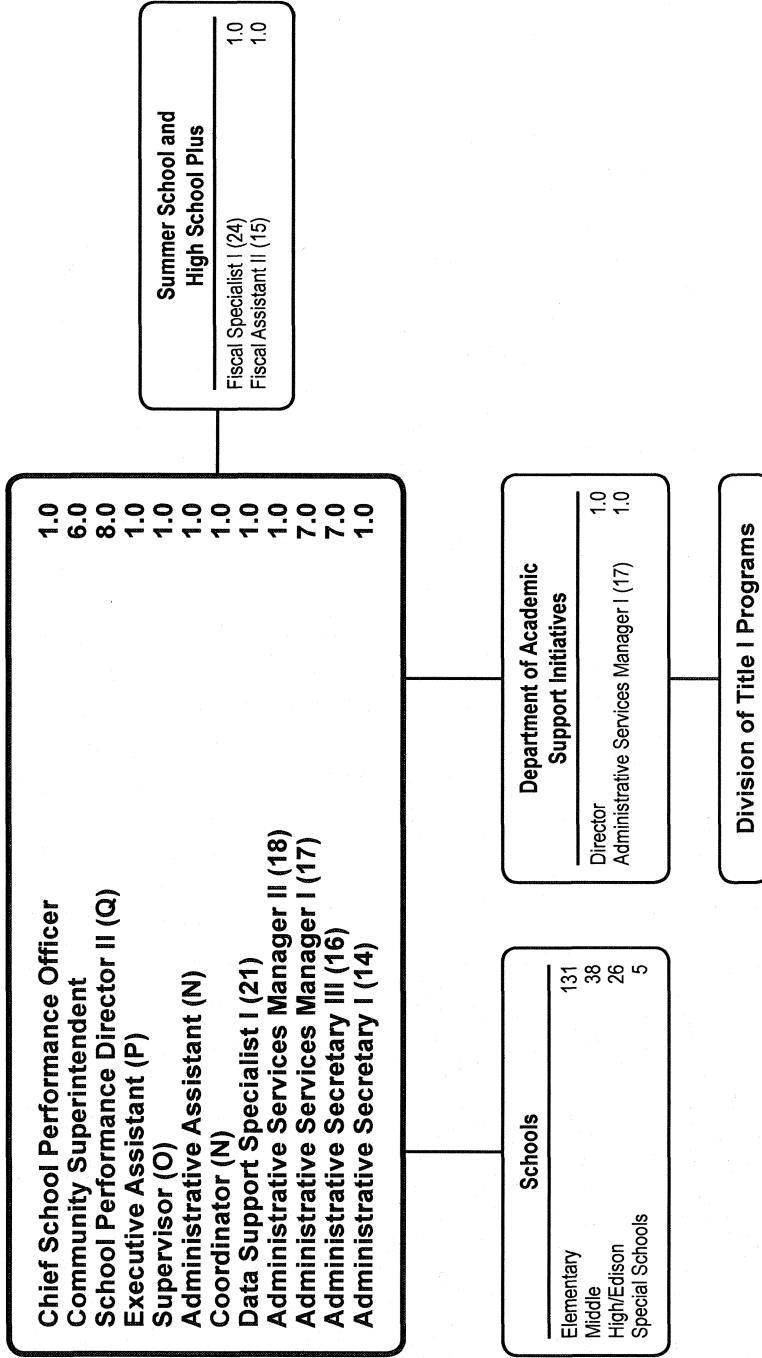 Chief School Performance Officer 1.0
Community Superintendent 6.0
School Performance Director II (Q) 8.0
Executive Assistant (P) 1.0
Supervisor (O) 1.0
Administrative Assistant (N) 1.0
Coordinator (N) 1.0
Data Support Specialist I (21) 1.0
Administrative Services Manager II (18) 1.0
Administrative Services Manager I (17) 7.0
Administrative Secretary III (16) 7.0
Administrative Secretary I (14) 1.0
Summer School and
High School Plus
Fiscal Specialist I (24) 1.0
Fiscal Assistant II (15) 1.0
Schools
Elementary 131
Middle 38
High/Edison 26
Special Schools 5
Department of Academic
Support Initiatives
Director 1.0
Administrative Services Manager I (17) 1.0
Division of Title I Programs